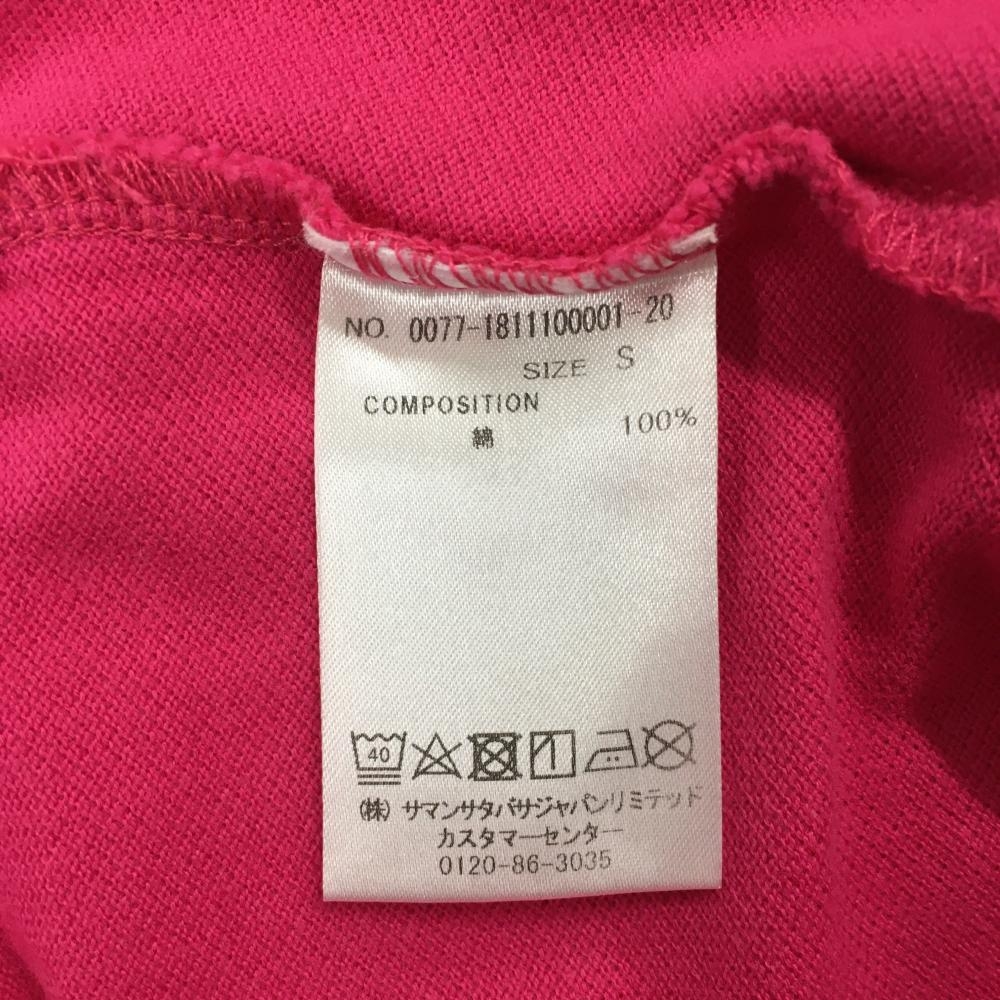 NO. 0077-1811100001-20
SIZE S
COMPOSITION
綿 100%
40
(株) サマンサタバサジャパンリミテッド
カスタマーセンター
0120-86-3035